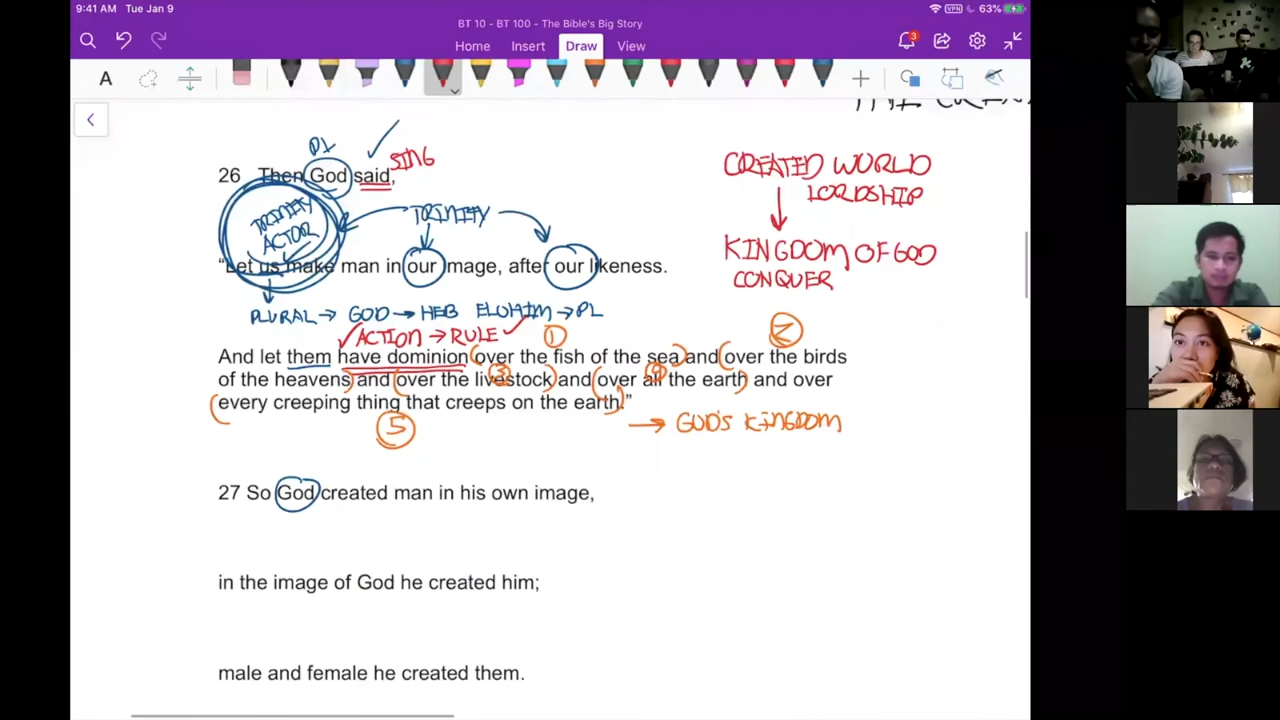 9:41 AM Tue Jan 9
VPN 63%
BT 10 - BT 100 - The Bible's Big Story
Home Insert Draw View
3
A
PL
26 Then God said,
SING
CREATED WORLD
LORDSHIP
TRINITY
ACTOR
TRINITY
KINGDOM OF GOD
CONQUER
"Let us make man in our image, after our likeness.
PLURAL → GOD → HEB ELOHIM → PL
ACTION → RULE
1
2
And let them have dominion over the fish of the sea and over the birds
3 4
of the heavens and over the livestock and over all the earth and over
every creeping thing that creeps on the earth."
5
→ GOD'S KINGDOM
27 So God created man in his own image,
in the image of God he created him;
male and female he created them.